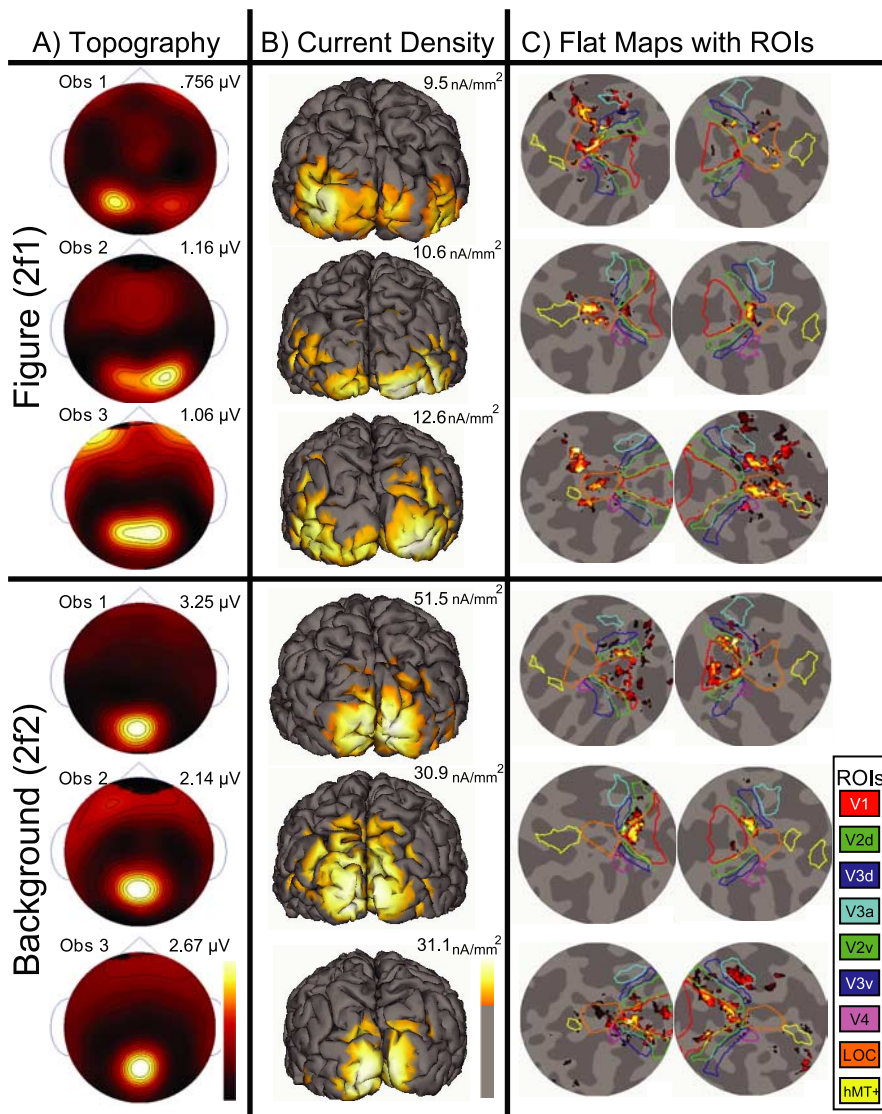 A) Topography
B) Current Density
C) Flat Maps with ROIs
Figure (2f1)
Obs 1
.756 µV
9.5 nA/mm²
Obs 2
1.16 µV
10.6 nA/mm²
Obs 3
1.06 µV
12.6 nA/mm²
Background (2f2)
Obs 1
3.25 µV
51.5 nA/mm²
Obs 2
2.14 µV
30.9 nA/mm²
Obs 3
2.67 µV
31.1 nA/mm²
ROIs
V1
V2d
V3d
V3a
V2v
V3v
V4
LOC
hMT+